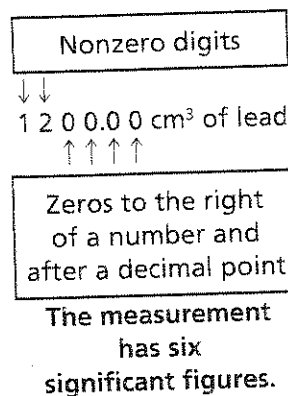 Nonzero digits
↓ ↓
1 2 0 0.0 0 cm³ of lead
↑ ↑ ↑ ↑
Zeros to the right
of a number and
after a decimal point
The measurement
has six
significant figures.